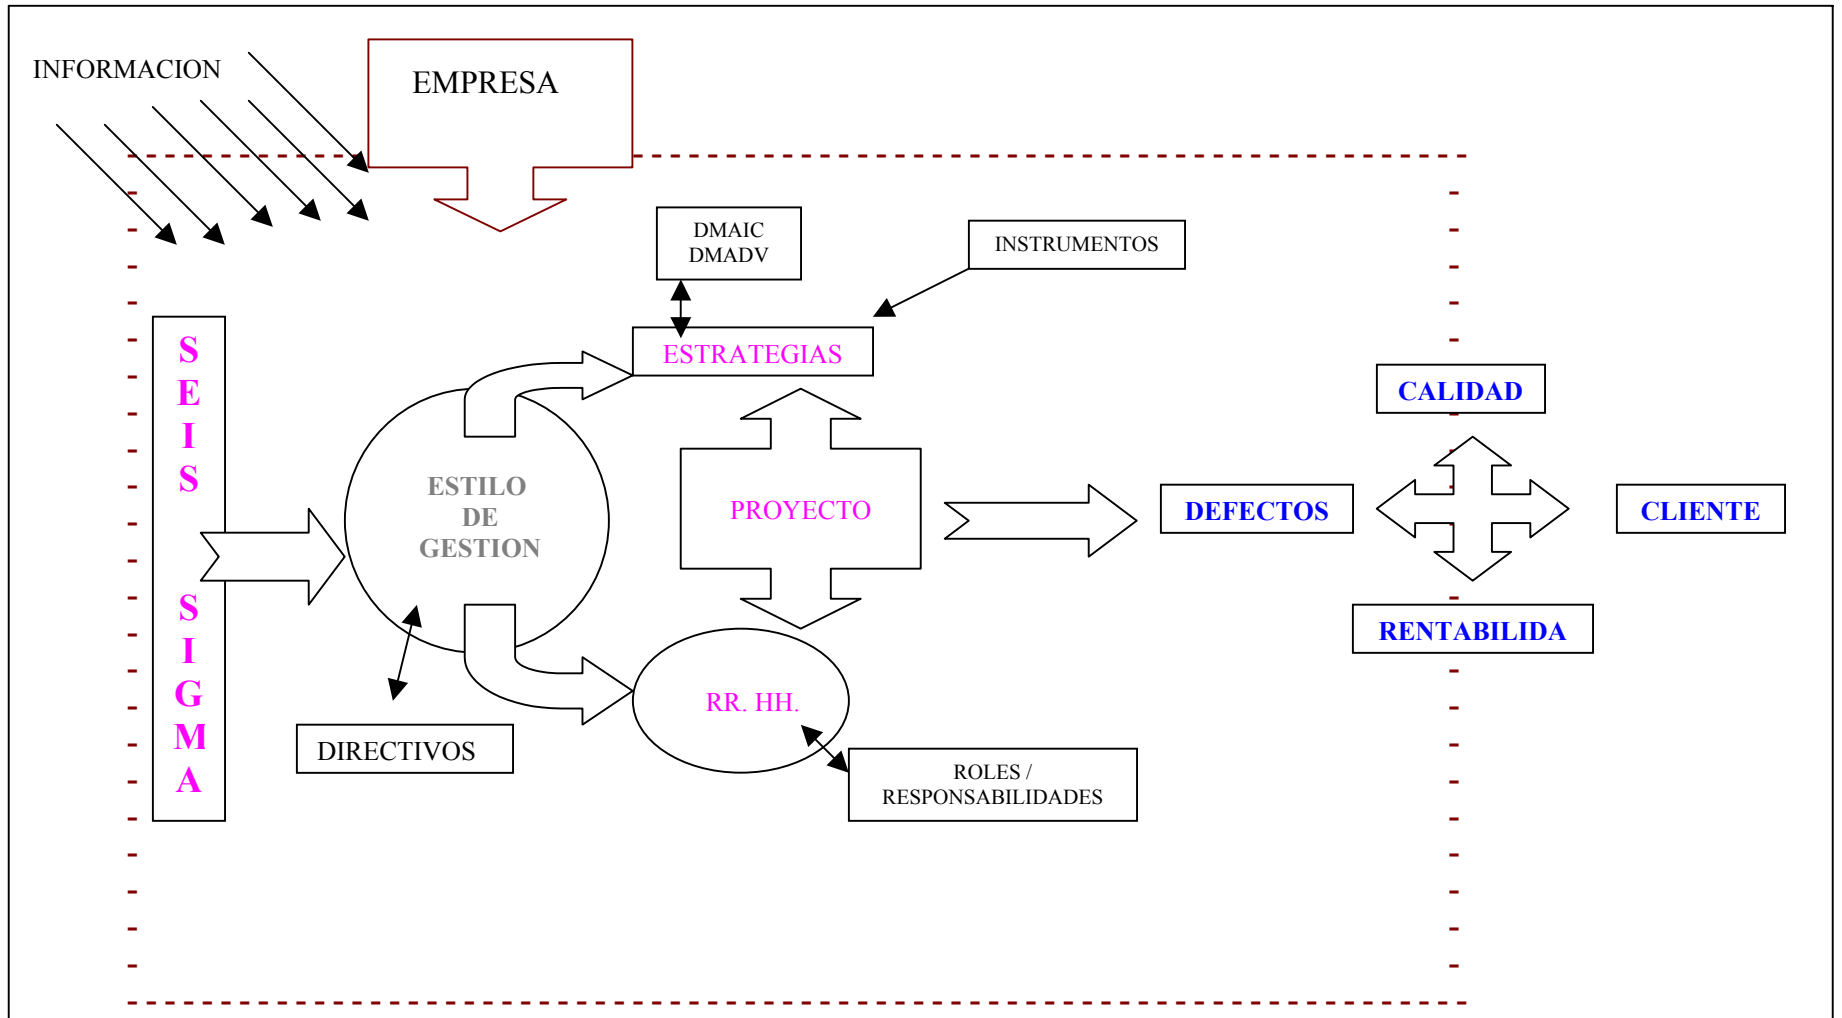 INFORMACION
EMPRESA
DMAIC
DMADV
INSTRUMENTOS
S
E
I
S
S
I
G
M
A
ESTRATEGIAS
CALIDAD
ESTILO
DE
GESTION
PROYECTO
DEFECTOS
CLIENTE
RENTABILIDA
RR. HH.
DIRECTIVOS
ROLES /
RESPONSABILIDADES